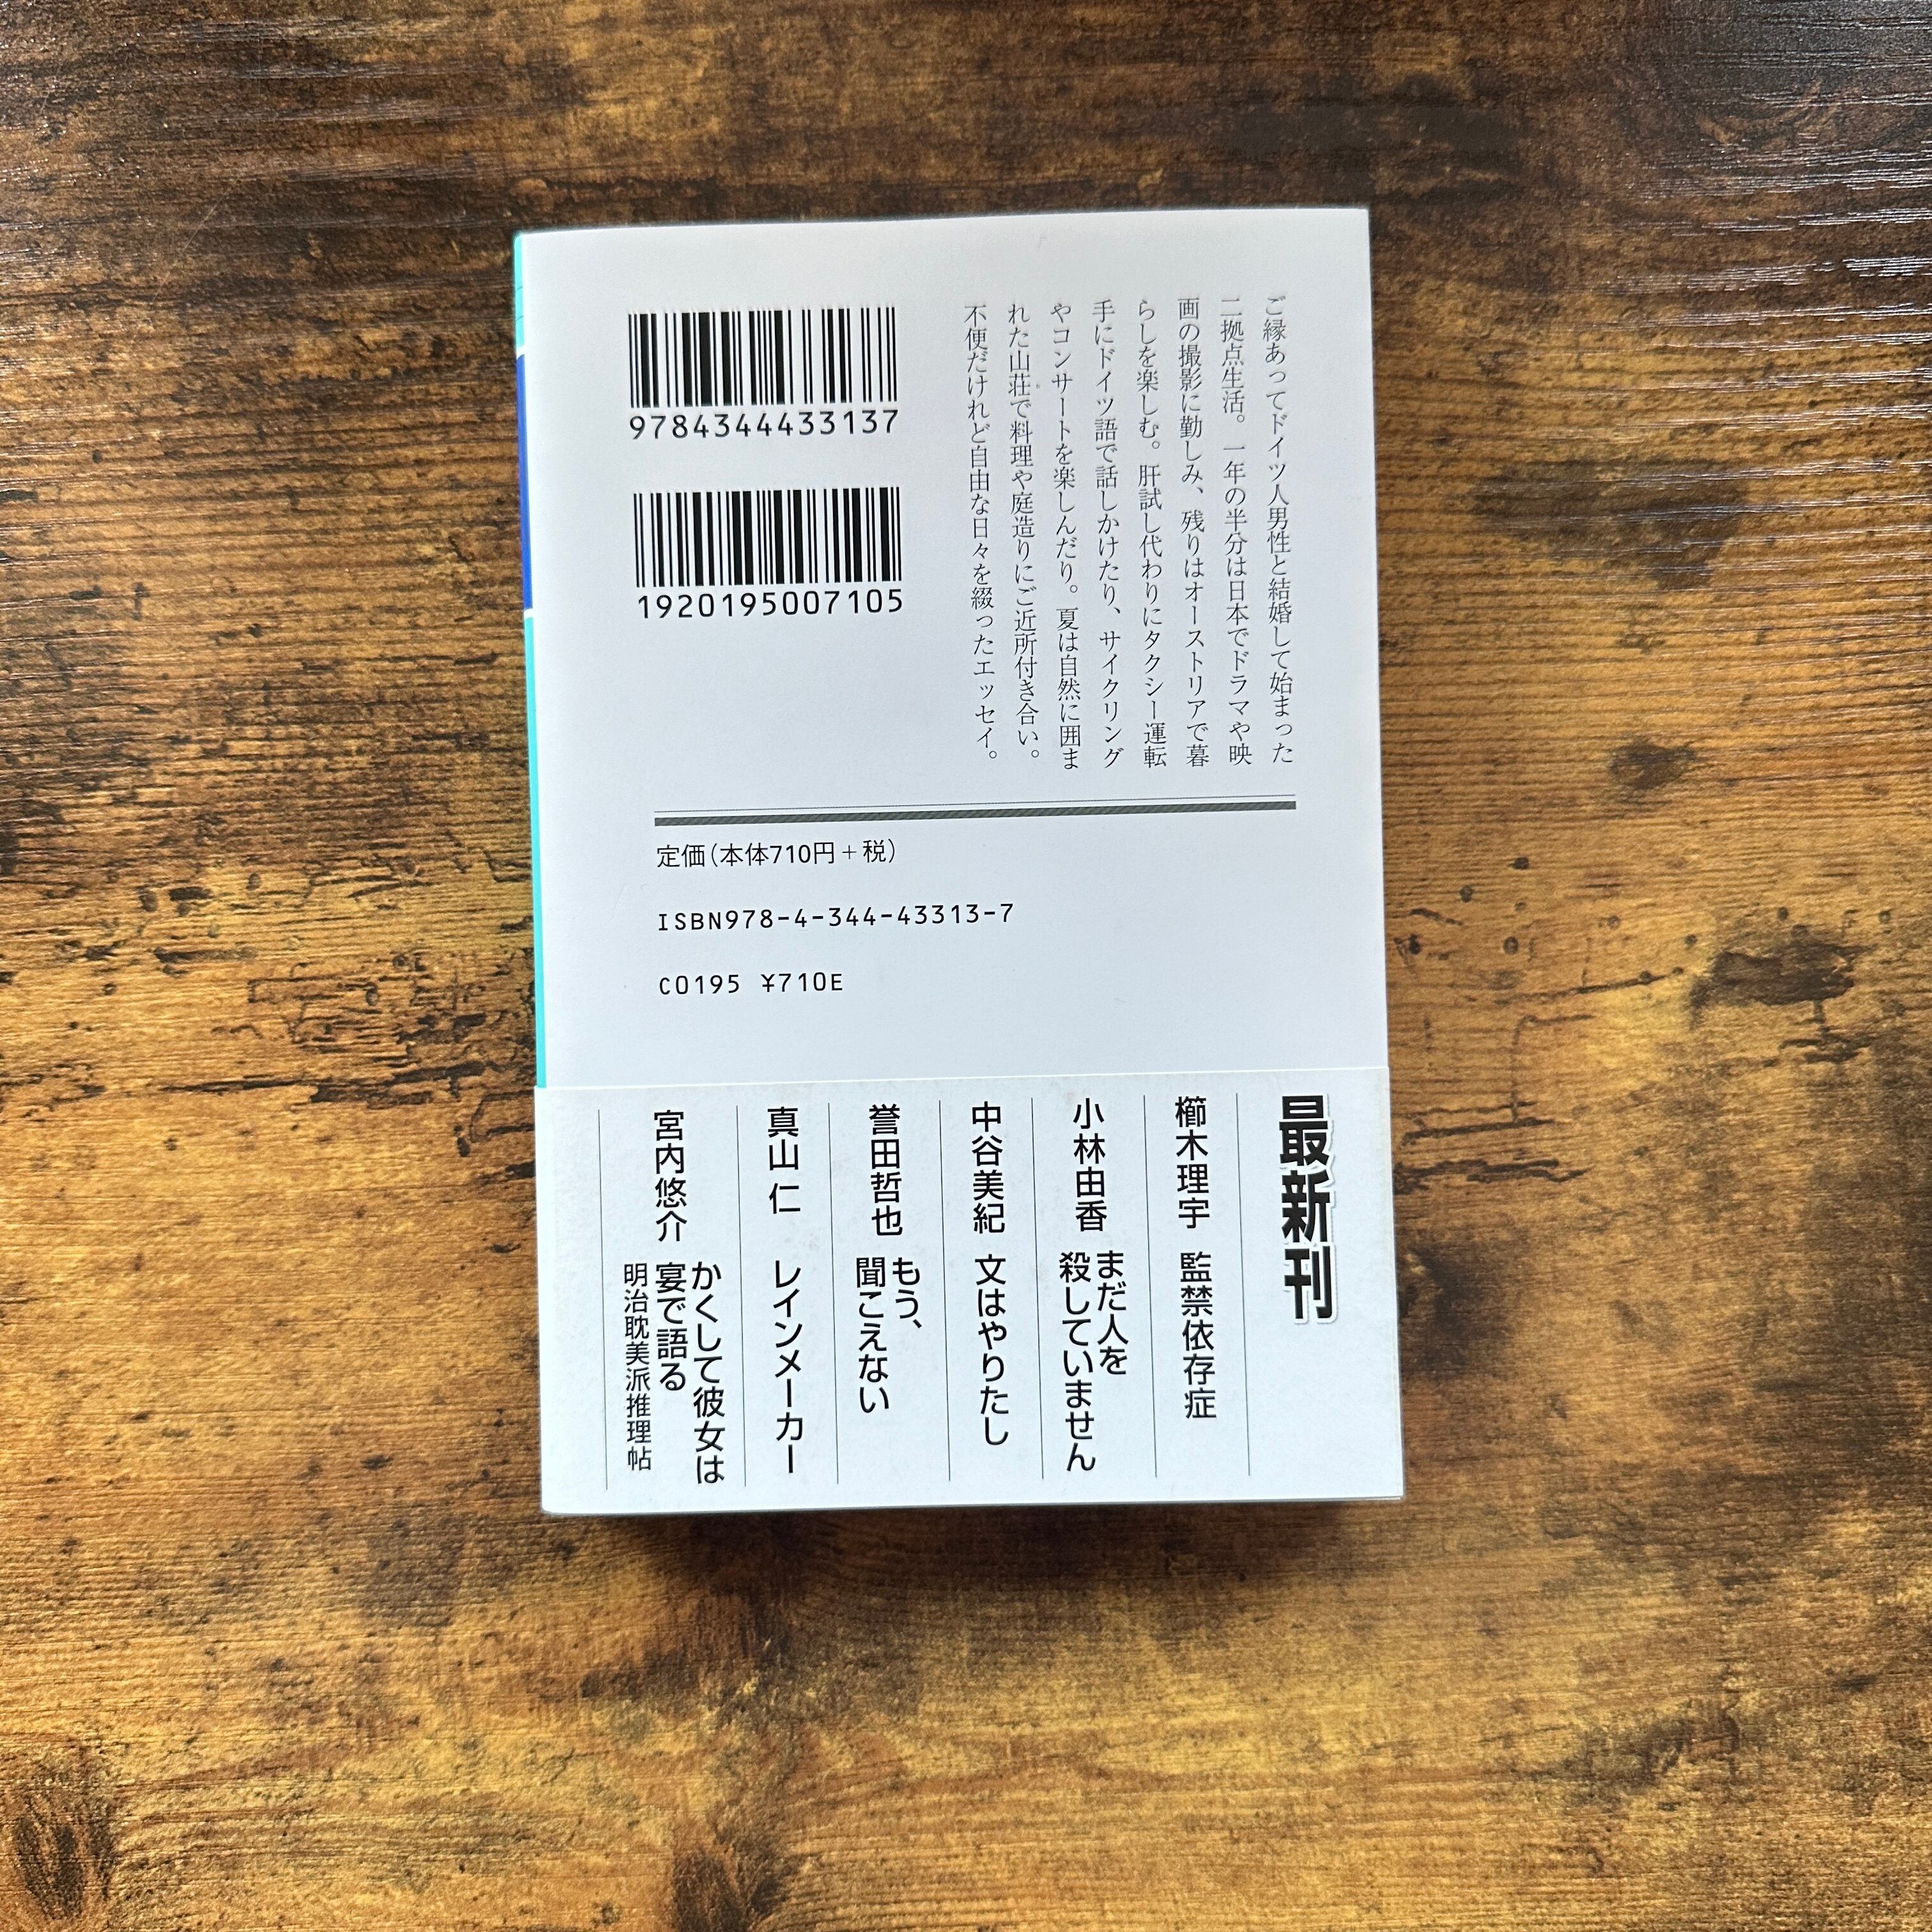 ご縁あってドイツ人男性と結婚して始まった
二拠点生活。一年の半分は日本でドラマや映
画の撮影に勤しみ、残りはオーストリアで暮
らしを楽しむ。肝試し代わりにタクシー運転
手にドイツ語で話しかけたり、サイクリング
やコンサートを楽しんだり。夏は自然に囲ま
れた山荘で料理や庭造りにご近所付き合い。
不便だけれど自由な日々を綴ったエッセイ。
9784344433137
1920195007105
定価(本体710円+税)
ISBN978-4-344-43313-7
C0195 ¥710E
最新刊
櫛木理宇 監禁依存症
小林由香 まだ人を
殺していません
中谷美紀 文はやりたし
誉田哲也 もう、
聞こえない
真山 仁 レインメーカー
宮内悠介 かくして彼女は
宴で語る
明治耽美派推理帖